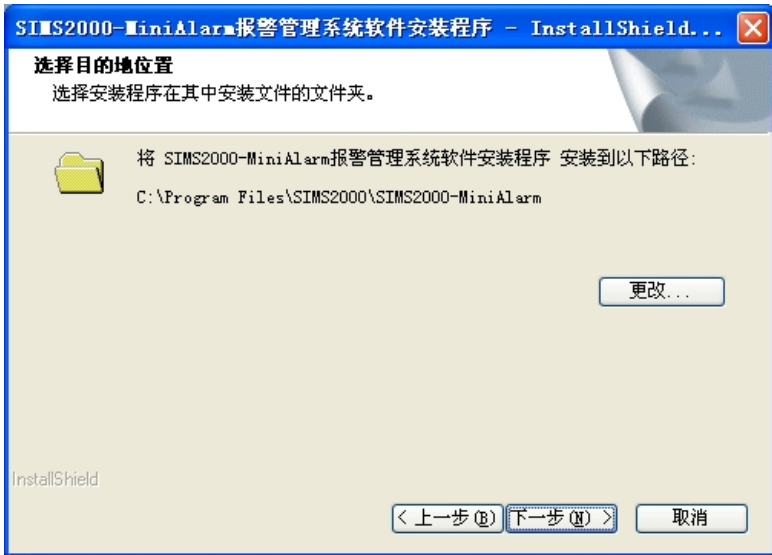 SIMS2000-MiniAlarm报警管理系统软件安装程序 - InstallShield...
选择目的地位置
选择安装程序在其中安装文件的文件夹。
将 SIMS2000-MiniAlarm报警管理系统软件安装程序 安装到以下路径:
C:\Program Files\SIMS2000\SIMS2000-MiniAlarm
更改...
InstallShield
< 上一步(B) 下一步(N) > 取消